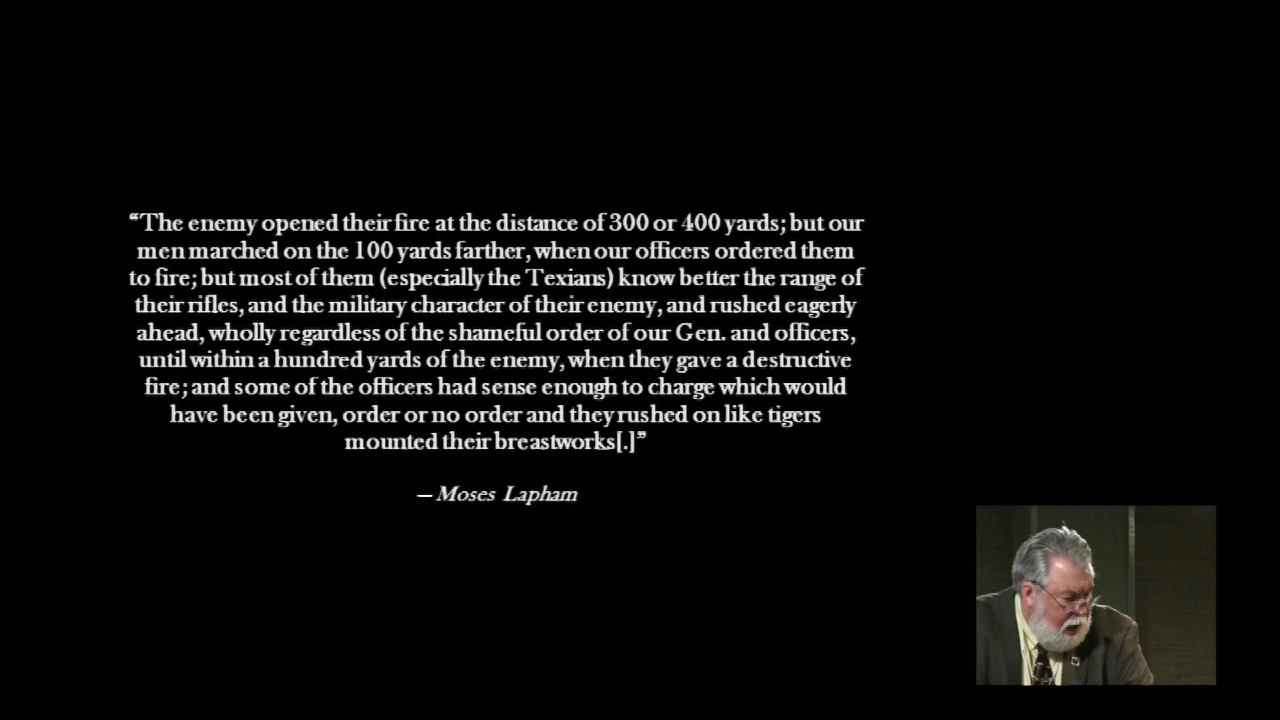 “The enemy opened their fire at the distance of 300 or 400 yards; but our
men marched on the 100 yards farther, when our officers ordered them
to fire; but most of them (especially the Texians) know better the range of
their rifles, and the military character of their enemy, and rushed eagerly
ahead, wholly regardless of the shameful order of our Gen. and officers,
until within a hundred yards of the enemy, when they gave a destructive
fire; and some of the officers had sense enough to charge which would
have been given, order or no order and they rushed on like tigers
mounted their breastworks[.]”
– Moses Lapham